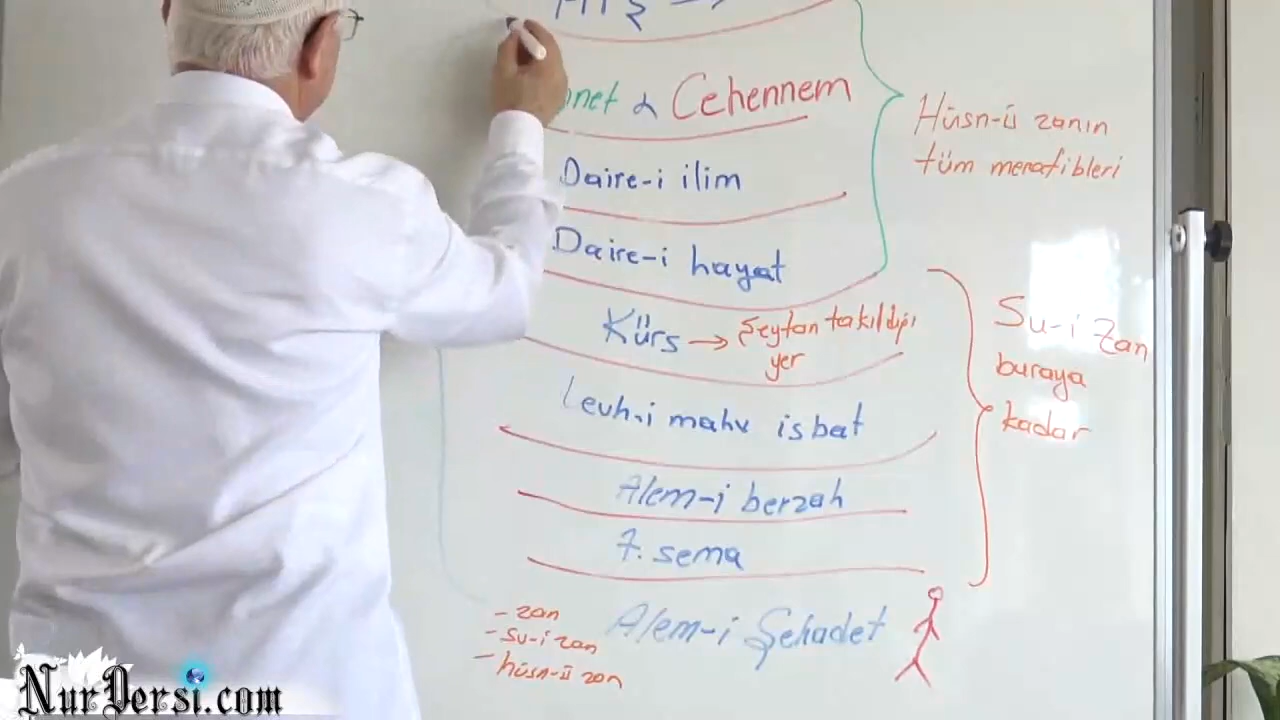 & Cehennem
Daire-i ilim
Daire-i hayat
Kürs → Şeytan takıldığı
yer
Levh-i mahv isbat
Alem-i berzah
7. sema
Alem-i Şehadet
- zan
- su-i zan
- hüsn-ü zan
Hüsn-ü zanın
tüm meratibleri
Su-i Zan
buraya
kadar
NurDersi.com